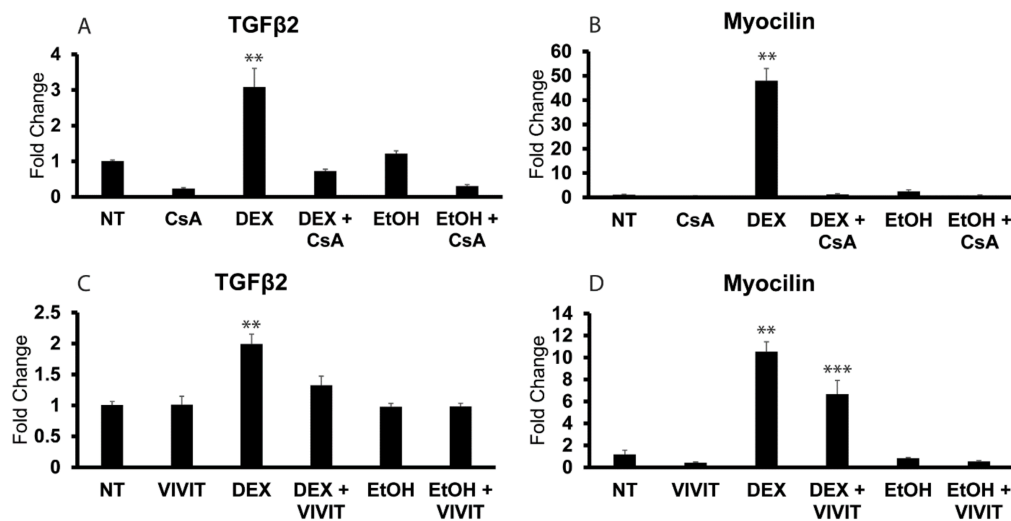 A
TGFβ2
Fold Change
4
3
2
1
0
**
NT
CsA
DEX
DEX +
CsA
EtOH
EtOH +
CsA
B
Myocilin
Fold Change
60
50
40
30
20
10
0
**
NT
CsA
DEX
DEX +
CsA
EtOH
EtOH +
CsA
C
TGFβ2
Fold Change
2.5
2
1.5
1
0.5
0
**
NT
VIVIT
DEX
DEX +
VIVIT
EtOH
EtOH +
VIVIT
D
Myocilin
Fold Change
14
12
10
8
6
4
2
0
**
***
NT
VIVIT
DEX
DEX +
VIVIT
EtOH
EtOH +
VIVIT